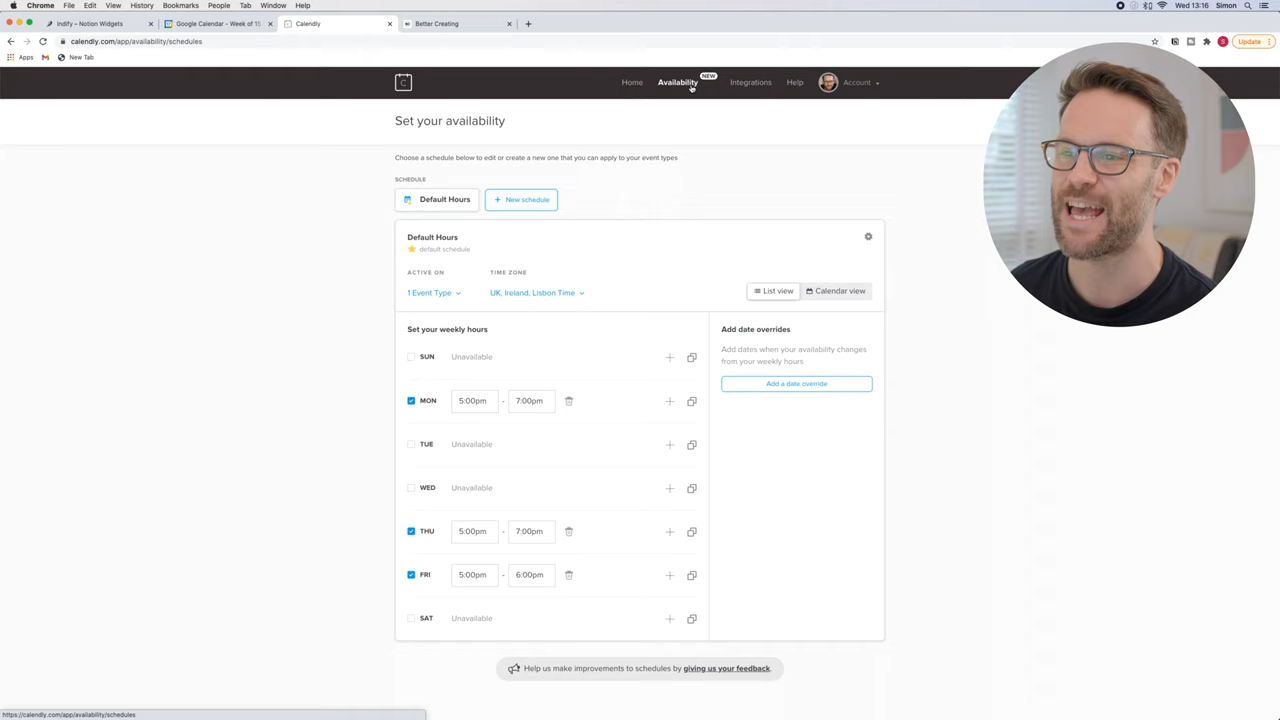 Chrome File Edit View History Bookmarks People Tab Window Help
Wed 13:16 Simon
Indify – Notion Widgets
Google Calendar - Week of 15
Calendly
Better Creating
calendly.com/app/availability/schedules
S
Update
Apps
New Tab
C
Home
Availability
NEW
Integrations
Help
Account
Set your availability
Choose a schedule below to edit or create a new one that you can apply to your event types
SCHEDULE
Default Hours
+ New schedule
Default Hours
default schedule
ACTIVE ON
TIME ZONE
1 Event Type
UK, Ireland, Lisbon Time
List view
Calendar view
Set your weekly hours
SUN Unavailable
MON 5:00pm - 7:00pm
TUE Unavailable
WED Unavailable
THU 5:00pm - 7:00pm
FRI 5:00pm - 6:00pm
SAT Unavailable
Add date overrides
Add dates when your availability changes
from your weekly hours
Add a date override
Help us make improvements to schedules by giving us your feedback.
https://calendly.com/app/availability/schedules